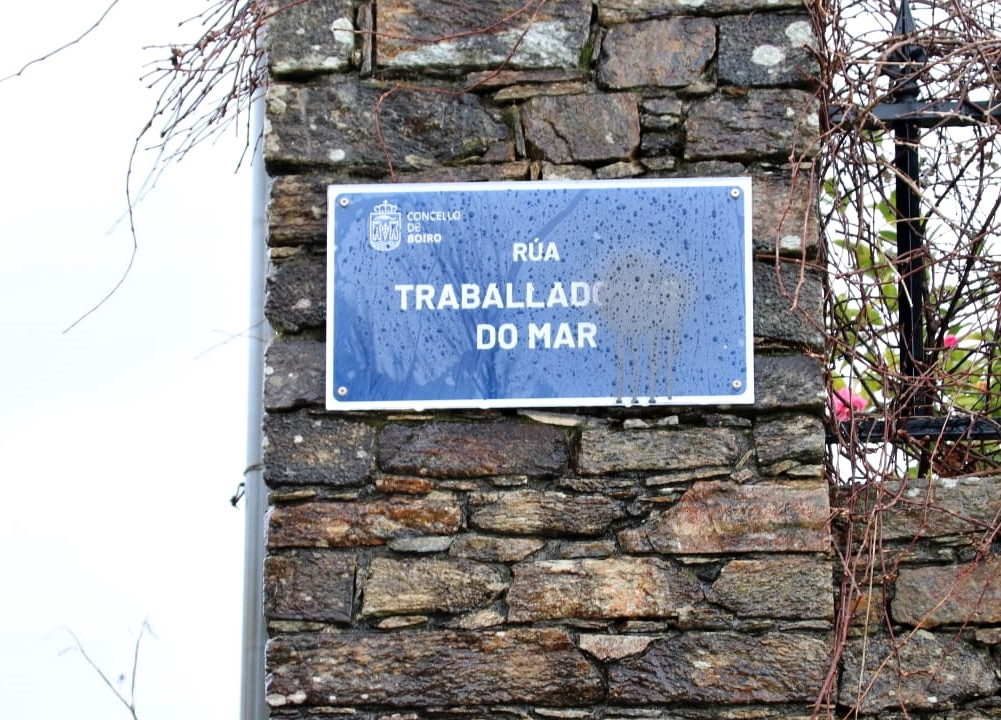 CONCELLO
DE
BOIRO
RÚA
DO MAR